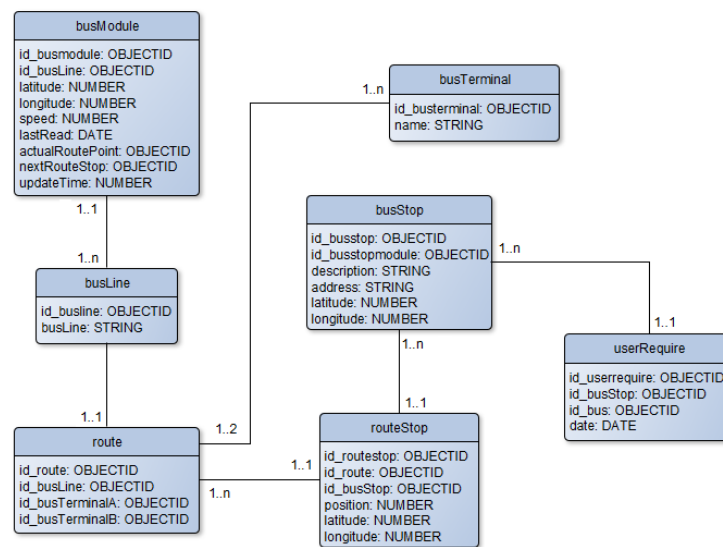 busModule
id_busmodule: OBJECTID
id_busLine: OBJECTID
latitude: NUMBER
longitude: NUMBER
speed: NUMBER
lastRead: DATE
actualRoutePoint: OBJECTID
nextRouteStop: OBJECTID
updateTime: NUMBER
1..1
1..n
busLine
id_busline: OBJECTID
busLine: STRING
1..1
route
id_route: OBJECTID
id_busLine: OBJECTID
id_busTerminalA: OBJECTID
id_busTerminalB: OBJECTID
1..2
1..n
busTerminal
id_busterminal: OBJECTID
name: STRING
1..n
1..1
busStop
id_busstop: OBJECTID
id_busstopmodule: OBJECTID
description: STRING
address: STRING
latitude: NUMBER
longitude: NUMBER
1..n
1..1
routeStop
id_routestop: OBJECTID
id_route: OBJECTID
id_busStop: OBJECTID
position: NUMBER
latitude: NUMBER
longitude: NUMBER
1..n
1..1
userRequire
id_userrequire: OBJECTID
id_busStop: OBJECTID
id_bus: OBJECTID
date: DATE